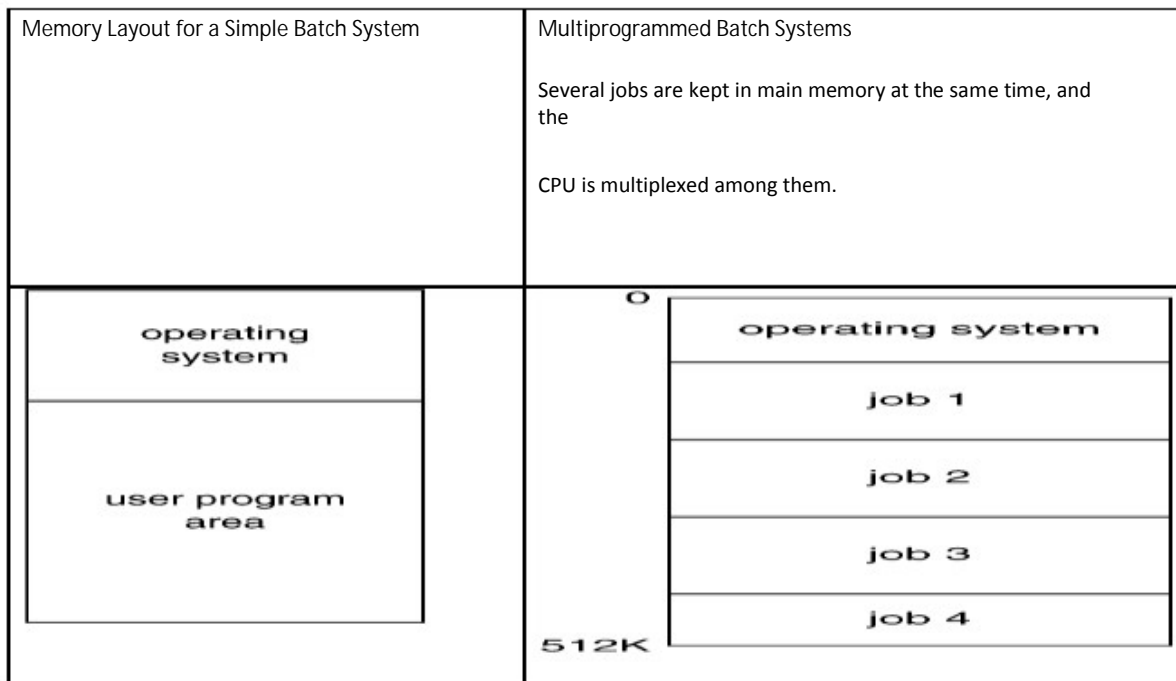 Memory Layout for a Simple Batch System
Multiprogrammed Batch Systems
Several jobs are kept in main memory at the same time, and
the
CPU is multiplexed among them.
operating
system
user program
area
0
operating system
job 1
job 2
job 3
job 4
512K